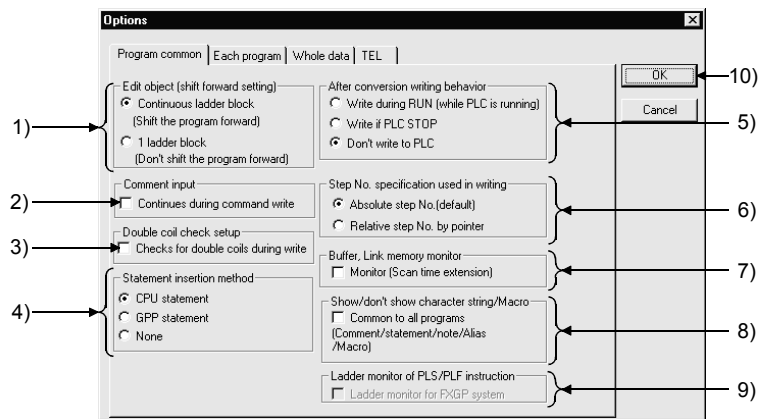 Options
Program common Each program Whole data TEL
OK
10)
Cancel
1)
Edit object (shift forward setting)
Continuous ladder block
(Shift the program forward)
1 ladder block
(Don't shift the program forward)
After conversion writing behavior
Write during RUN (while PLC is running)
Write if PLC STOP
Don't write to PLC
5)
2)
Comment input
Continues during command write
Step No. specification used in writing
Absolute step No.(default)
Relative step No. by pointer
6)
3)
Double coil check setup
Checks for double coils during write
Buffer, Link memory monitor
Monitor (Scan time extension)
7)
4)
Statement insertion method
CPU statement
GPP statement
None
Show/don't show character string/Macro
Common to all programs
(Comment/statement/note/Alias
/Macro)
8)
Ladder monitor of PLS/PLF instruction
Ladder monitor for FXGP system
9)